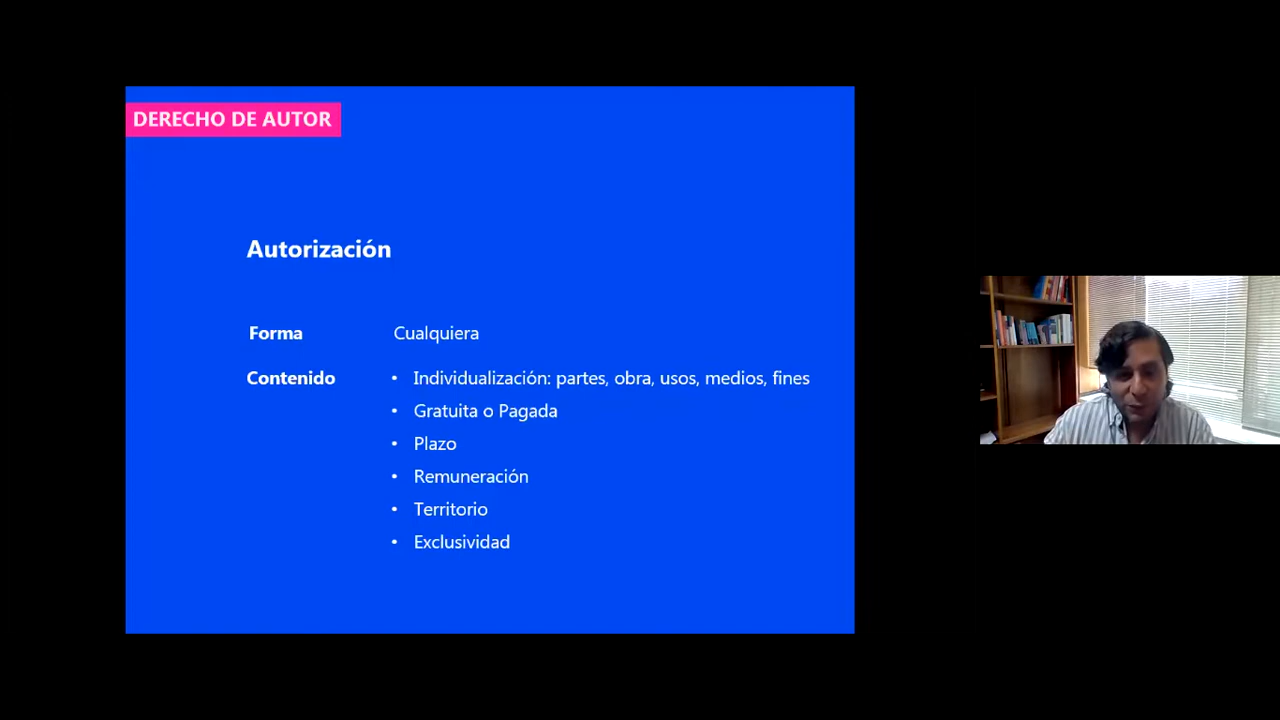 DERECHO DE AUTOR
Autorización
Forma Cualquiera
Contenido • Individualización: partes, obra, usos, medios, fines
• Gratuita o Pagada
• Plazo
• Remuneración
• Territorio
• Exclusividad